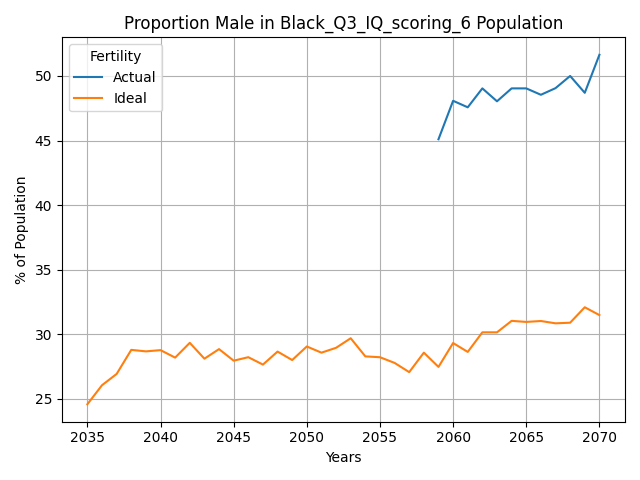 Proportion Male in Black_Q3_IQ_scoring_6 Population
Fertility
Actual
Ideal
% of Population
50
45
40
35
30
25
2035 2040 2045 2050 2055 2060 2065 2070
Years